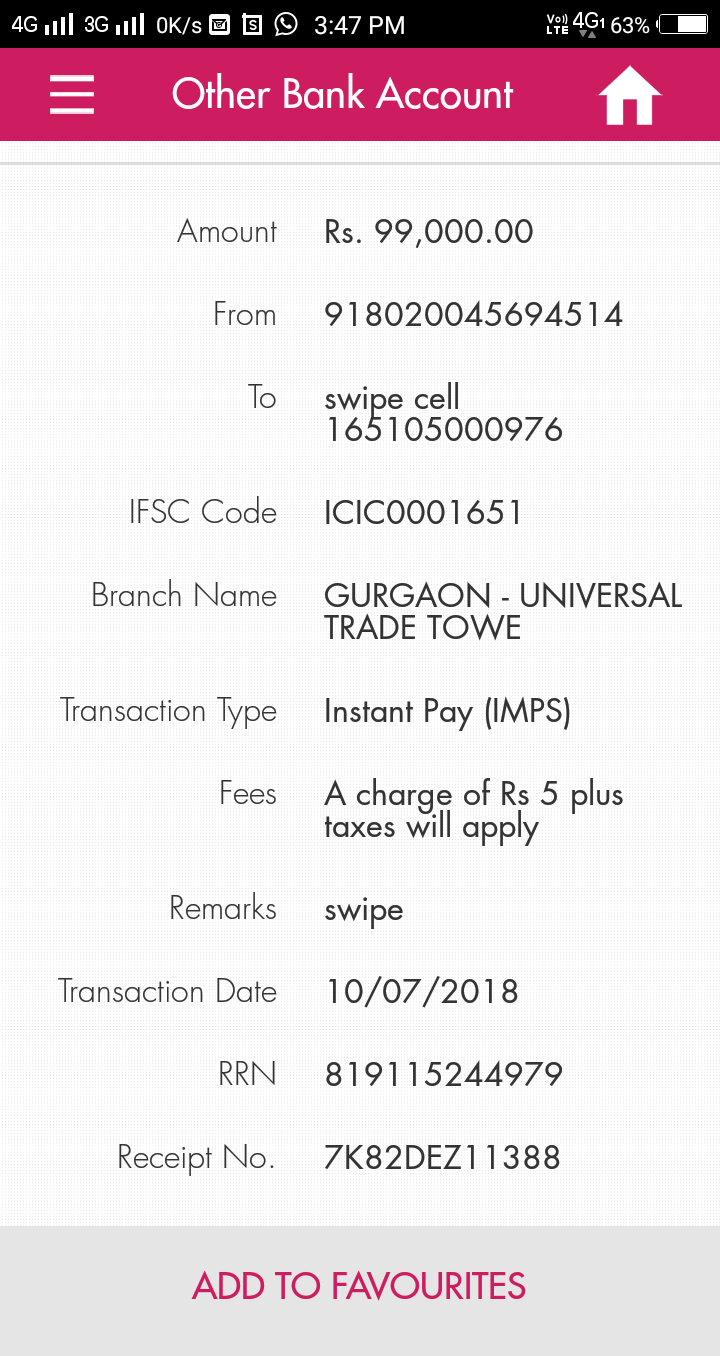 4G 3G 0K/s 3:47 PM Vo)) LTE 4G1 63%
Other Bank Account
Amount Rs. 99,000.00
From 918020045694514
To swipe cell
165105000976
IFSC Code ICIC0001651
Branch Name GURGAON - UNIVERSAL
TRADE TOWE
Transaction Type Instant Pay (IMPS)
Fees A charge of Rs 5 plus
taxes will apply
Remarks swipe
Transaction Date 10/07/2018
RRN 819115244979
Receipt No. 7K82DEZ11388
ADD TO FAVOURITES